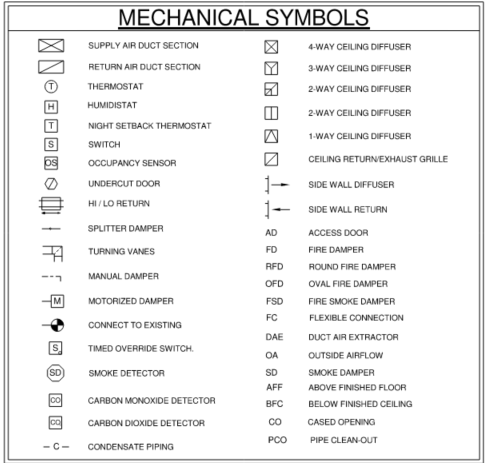 MECHANICAL SYMBOLS
SUPPLY AIR DUCT SECTION
RETURN AIR DUCT SECTION
T THERMOSTAT
H HUMIDISTAT
T NIGHT SETBACK THERMOSTAT
S SWITCH
OS OCCUPANCY SENSOR
UNDERCUT DOOR
HI / LO RETURN
SPLITTER DAMPER
TURNING VANES
MANUAL DAMPER
M MOTORIZED DAMPER
CONNECT TO EXISTING
S TIMED OVERRIDE SWITCH.
SD SMOKE DETECTOR
CO CARBON MONOXIDE DETECTOR
CO CARBON DIOXIDE DETECTOR
– C – CONDENSATE PIPING
4-WAY CEILING DIFFUSER
3-WAY CEILING DIFFUSER
2-WAY CEILING DIFFUSER
2-WAY CEILING DIFFUSER
1-WAY CEILING DIFFUSER
CEILING RETURN/EXHAUST GRILLE
SIDE WALL DIFFUSER
SIDE WALL RETURN
AD ACCESS DOOR
FD FIRE DAMPER
RFD ROUND FIRE DAMPER
OFD OVAL FIRE DAMPER
FSD FIRE SMOKE DAMPER
FC FLEXIBLE CONNECTION
DAE DUCT AIR EXTRACTOR
OA OUTSIDE AIRFLOW
SD SMOKE DAMPER
AFF ABOVE FINISHED FLOOR
BFC BELOW FINISHED CEILING
CO CASED OPENING
PCO PIPE CLEAN-OUT